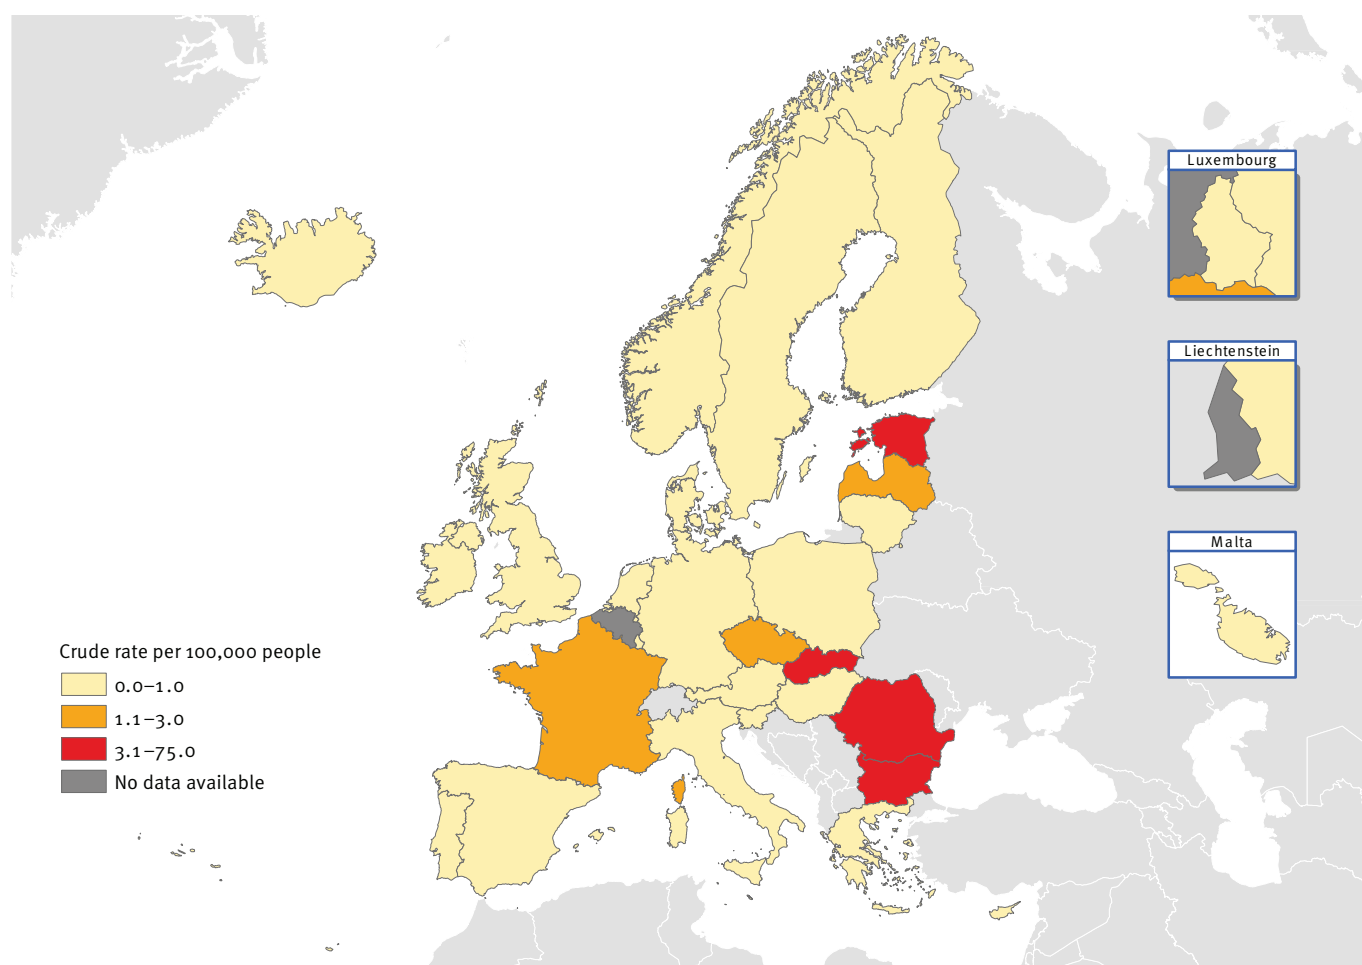 Luxembourg
Liechtenstein
Malta
Crude rate per 100,000 people
0.0–1.0
1.1–3.0
3.1–75.0
No data available